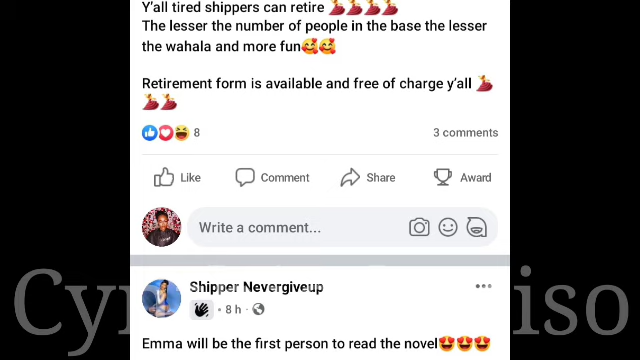 Y'all tired shippers can retire 💃💃💃💃
The lesser the number of people in the base the lesser
the wahala and more fun🥰🥰
Retirement form is available and free of charge y'all 💃
💃💃
8
3 comments
Like
Comment
Share
Award
Write a comment...
Shipper Nevergiveup
8 h
Emma will be the first person to read the novel😍😍😍